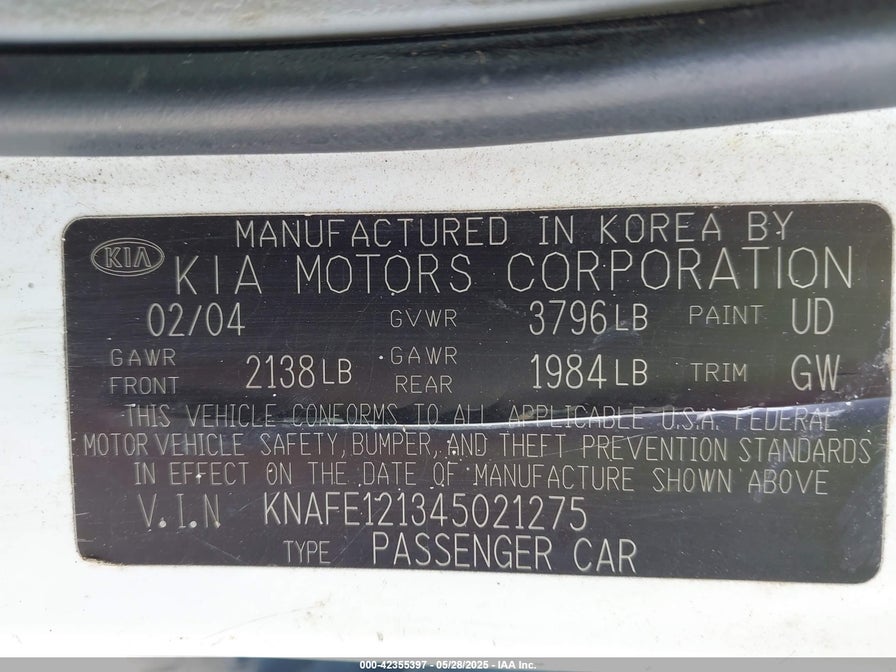 MANUFACTURED IN KOREA BY
KIA
KIA MOTORS CORPORATION
02/04 GVWR 3796LB PAINT UD
GAWR FRONT 2138LB GAWR REAR 1984LB TRIM GW
THIS VEHICLE CONFORMS TO ALL APPLICABLE U.S.A. FEDERAL
MOTOR VEHICLE SAFETY, BUMPER, AND THEFT PREVENTION STANDARDS
IN EFFECT ON THE DATE OF MANUFACTURE SHOWN ABOVE
V.I.N KNAFE121345021275
TYPE PASSENGER CAR
000-42355397 - 05/28/2025 - IAA Inc.